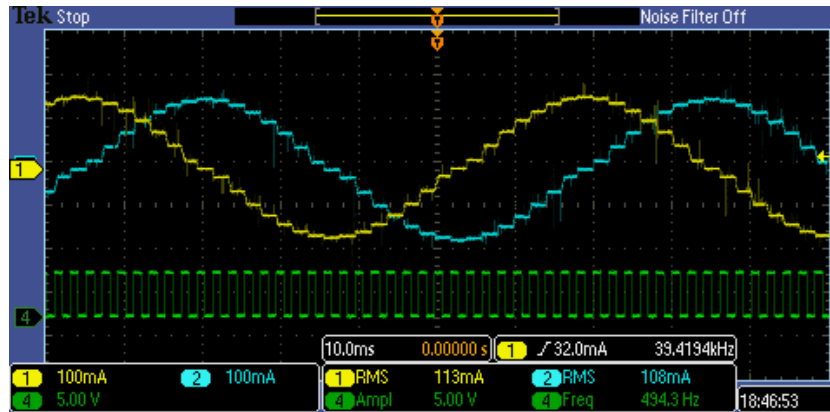 Tek Stop Noise Filter Off
T
T
1
4
10.0ms 0.00000 s 1 32.0mA 39.4194kHz
1 100mA 2 100mA 1 RMS 113mA 2 RMS 108mA
4 5.00 V 4 Ampl 5.00 V 4 Freq 494.3 Hz 18:46:53